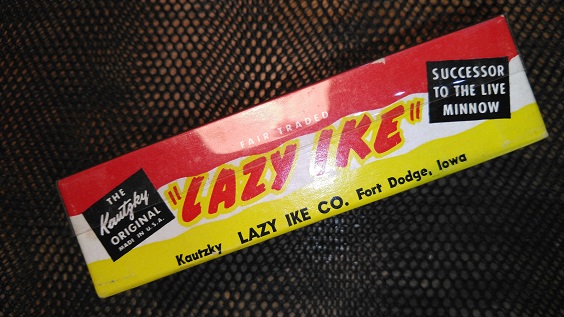 FAIR TRADED
"LAZY IKE"
SUCCESSOR
TO THE LIVE
MINNOW
THE
Kautzky
ORIGINAL
MADE IN U.S.A.
Kautzky LAZY IKE CO. Fort Dodge, Iowa